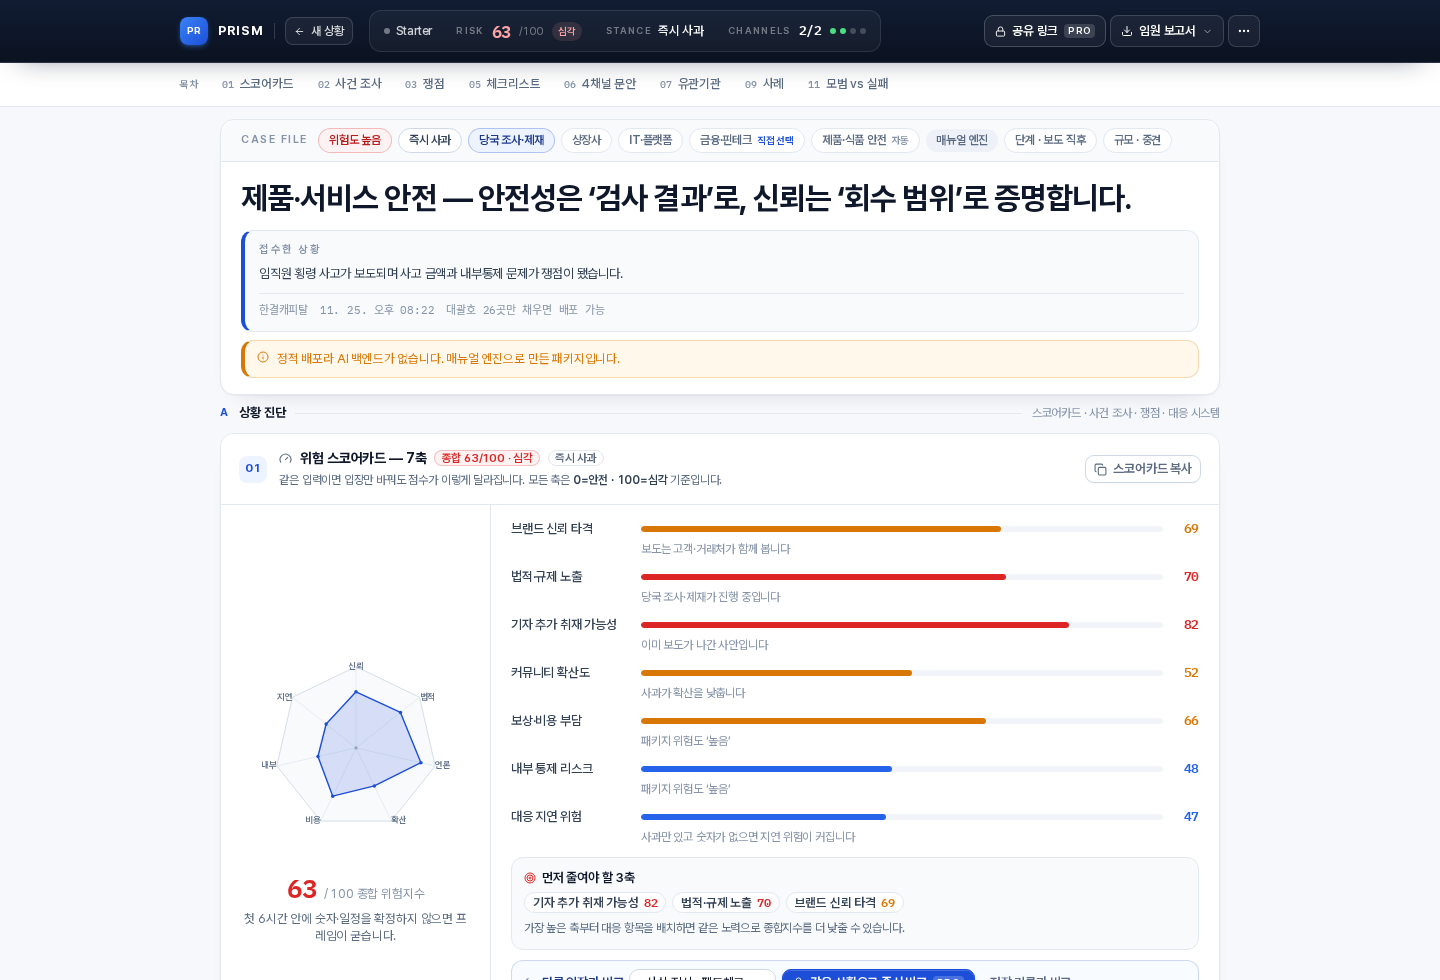 PR PRISM ← 새 상황 Starter RISK 63 /100 심각 STANCE 즉시 사과 CHANNELS 2/2 공유 링크 PRO 임원 보고서 ···
목차 01 스코어카드 02 사건 조사 03 쟁점 05 체크리스트 06 4채널 문안 07 유관기관 09 사례 11 모범 vs 실패
CASE FILE 위험도 높음 즉시 사과 당국 조사·제재 상장사 IT·플랫폼 금융·핀테크 직접 선택 제품·식품 안전 자동 매뉴얼 엔진 단계 · 보도 직후 규모 · 중견
제품·서비스 안전 — 안전성은 ‘검사 결과’로, 신뢰는 ‘회수 범위’로 증명합니다.
접수한 상황
임직원 횡령 사고가 보도되며 사고 금액과 내부통제 문제가 쟁점이 됐습니다.
한결캐피탈 11. 25. 오후 08:22 대괄호 26곳만 채우면 배포 가능
정적 배포라 AI 백엔드가 없습니다. 매뉴얼 엔진으로 만든 패키지입니다.
A 상황 진단 스코어카드 · 사건 조사 · 쟁점 · 대응 시스템
01 위험 스코어카드 — 7축 종합 63/100 · 심각 즉시 사과
같은 입력이면 입장만 바꿔도 점수가 이렇게 달라집니다. 모든 축은 0=안전 · 100=심각 기준입니다.
스코어카드 복사
신뢰
법적
언론
확산
비용
내부
지연
63 / 100 종합 위험지수
첫 6시간 안에 숫자·일정을 확정하지 않으면 프
레임이 굳습니다.
브랜드 신뢰 타격 69
보도는 고객·거래처가 함께 봅니다
법적·규제 노출 70
당국 조사·제재가 진행 중입니다
기자 추가 취재 가능성 82
이미 보도가 나간 사안입니다
커뮤니티 확산도 52
사과가 확산을 낮춥니다
보상·비용 부담 66
패키지 위험도 ‘높음’
내부 통제 리스크 48
패키지 위험도 ‘높음’
대응 지연 위험 47
사과만 있고 숫자가 없으면 지연 위험이 커집니다
먼저 줄여야 할 3축
기자 추가 취재 가능성 82 법적·규제 노출 70 브랜드 신뢰 타격 69
가장 높은 축부터 대응 항목을 배치하면 같은 노력으로 종합지수를 더 낮출 수 있습니다.